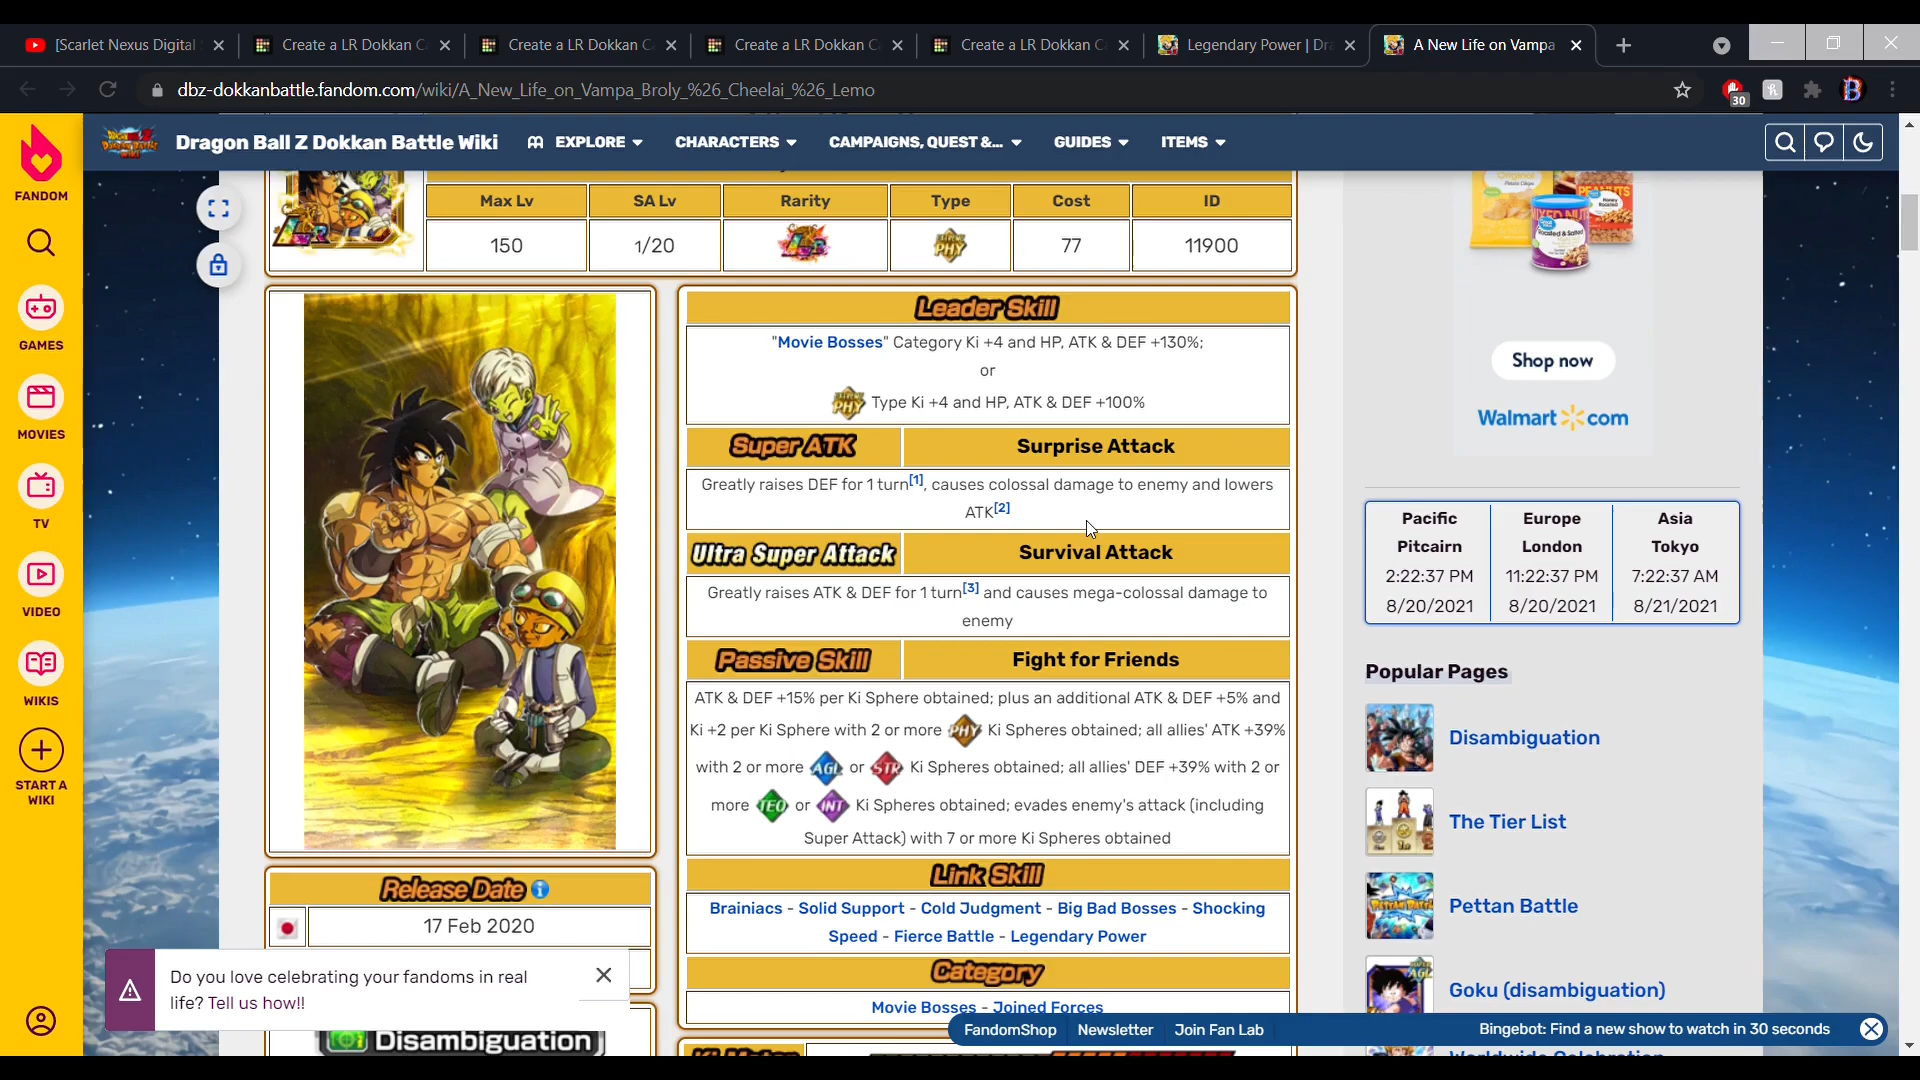 [Scarlet Nexus Digital
Create a LR Dokkan C
Create a LR Dokkan C
Create a LR Dokkan C
Create a LR Dokkan C
Legendary Power | Dr
A New Life on Vampa
dbz-dokkanbattle.fandom.com/wiki/A_New_Life_on_Vampa_Broly_%26_Cheelai_%26_Lemo
30
Dragon Ball Z Dokkan Battle Wiki
EXPLORE
CHARACTERS
CAMPAIGNS, QUEST &...
GUIDES
ITEMS
FANDOM
GAMES
MOVIES
TV
VIDEO
WIKIS
START A
WIKI
Max Lv SA Lv Rarity Type Cost ID
150 1/20 LR PHY 77 11900
Leader Skill
"Movie Bosses" Category Ki +4 and HP, ATK & DEF +130%;
or
PHY Type Ki +4 and HP, ATK & DEF +100%
Super ATK Surprise Attack
Greatly raises DEF for 1 turn[1], causes colossal damage to enemy and lowers
ATK[2]
Ultra Super Attack Survival Attack
Greatly raises ATK & DEF for 1 turn[3] and causes mega-colossal damage to
enemy
Passive Skill Fight for Friends
ATK & DEF +15% per Ki Sphere obtained; plus an additional ATK & DEF +5% and
Ki +2 per Ki Sphere with 2 or more PHY Ki Spheres obtained; all allies' ATK +39%
with 2 or more AGL or STR Ki Spheres obtained; all allies' DEF +39% with 2 or
more TEQ or INT Ki Spheres obtained; evades enemy's attack (including
Super Attack) with 7 or more Ki Spheres obtained
Link Skill
Brainiacs - Solid Support - Cold Judgment - Big Bad Bosses - Shocking
Speed - Fierce Battle - Legendary Power
Category
Movie Bosses - Joined Forces
Release Date
17 Feb 2020
Do you love celebrating your fandoms in real
life? Tell us how!!
Disambiguation
Shop now
Walmart.com
Pacific Europe Asia
Pitcairn London Tokyo
2:22:37 PM 11:22:37 PM 7:22:37 AM
8/20/2021 8/20/2021 8/21/2021
Popular Pages
Disambiguation
The Tier List
Pettan Battle
Goku (disambiguation)
FandomShop
Newsletter
Join Fan Lab
Bingebot: Find a new show to watch in 30 seconds